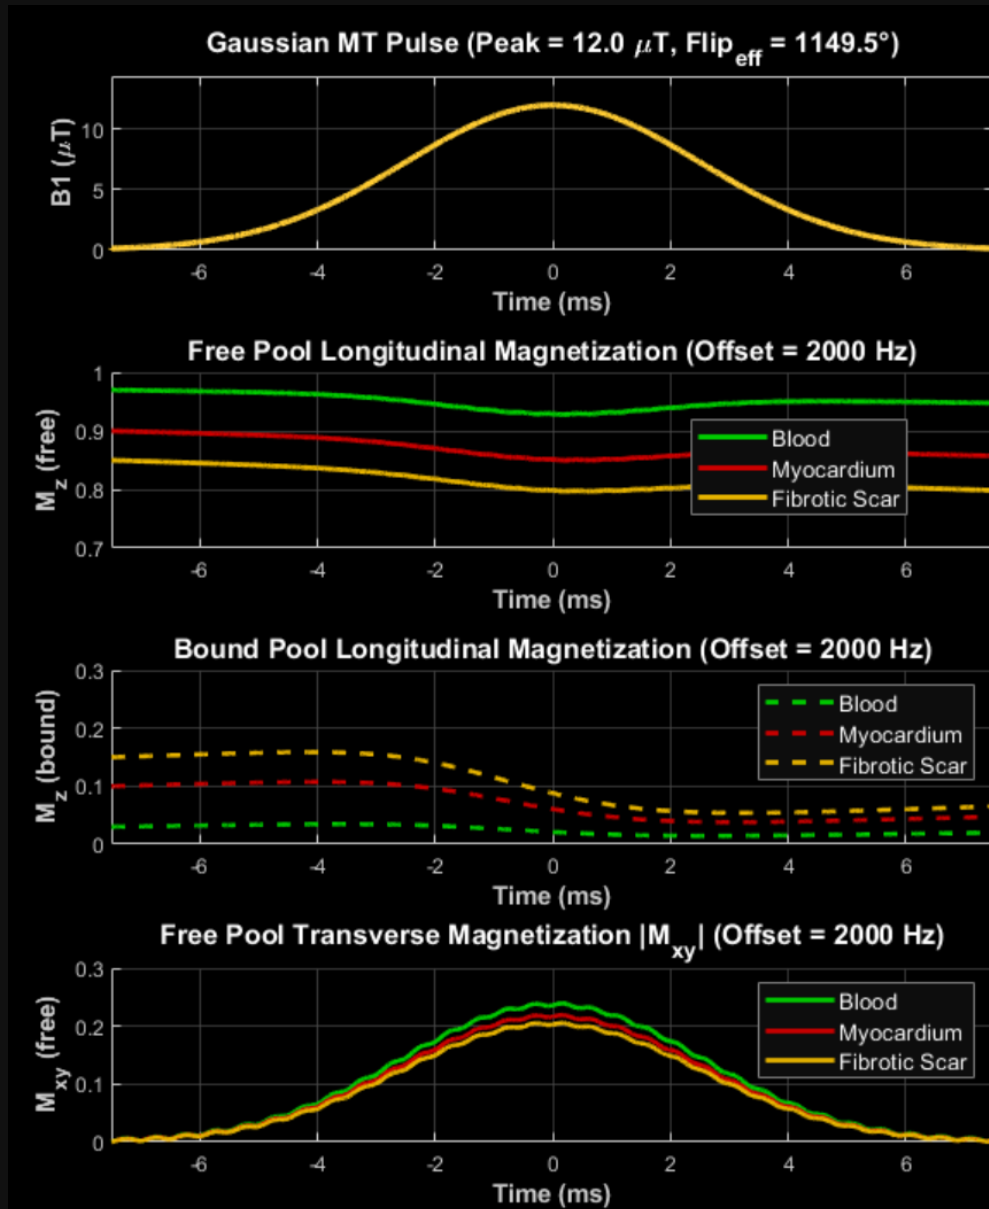 Gaussian MT Pulse (Peak = 12.0 μT, Flip_eff = 1149.5°)
B1 (μT)
10
5
0
-6 -4 -2 0 2 4 6
Time (ms)
Free Pool Longitudinal Magnetization (Offset = 2000 Hz)
M_z (free)
1
0.9
0.8
0.7
Blood
Myocardium
Fibrotic Scar
-6 -4 -2 0 2 4 6
Time (ms)
Bound Pool Longitudinal Magnetization (Offset = 2000 Hz)
M_z (bound)
0.3
0.2
0.1
0
Blood
Myocardium
Fibrotic Scar
-6 -4 -2 0 2 4 6
Time (ms)
Free Pool Transverse Magnetization |M_xy| (Offset = 2000 Hz)
M_xy (free)
0.3
0.2
0.1
0
Blood
Myocardium
Fibrotic Scar
-6 -4 -2 0 2 4 6
Time (ms)